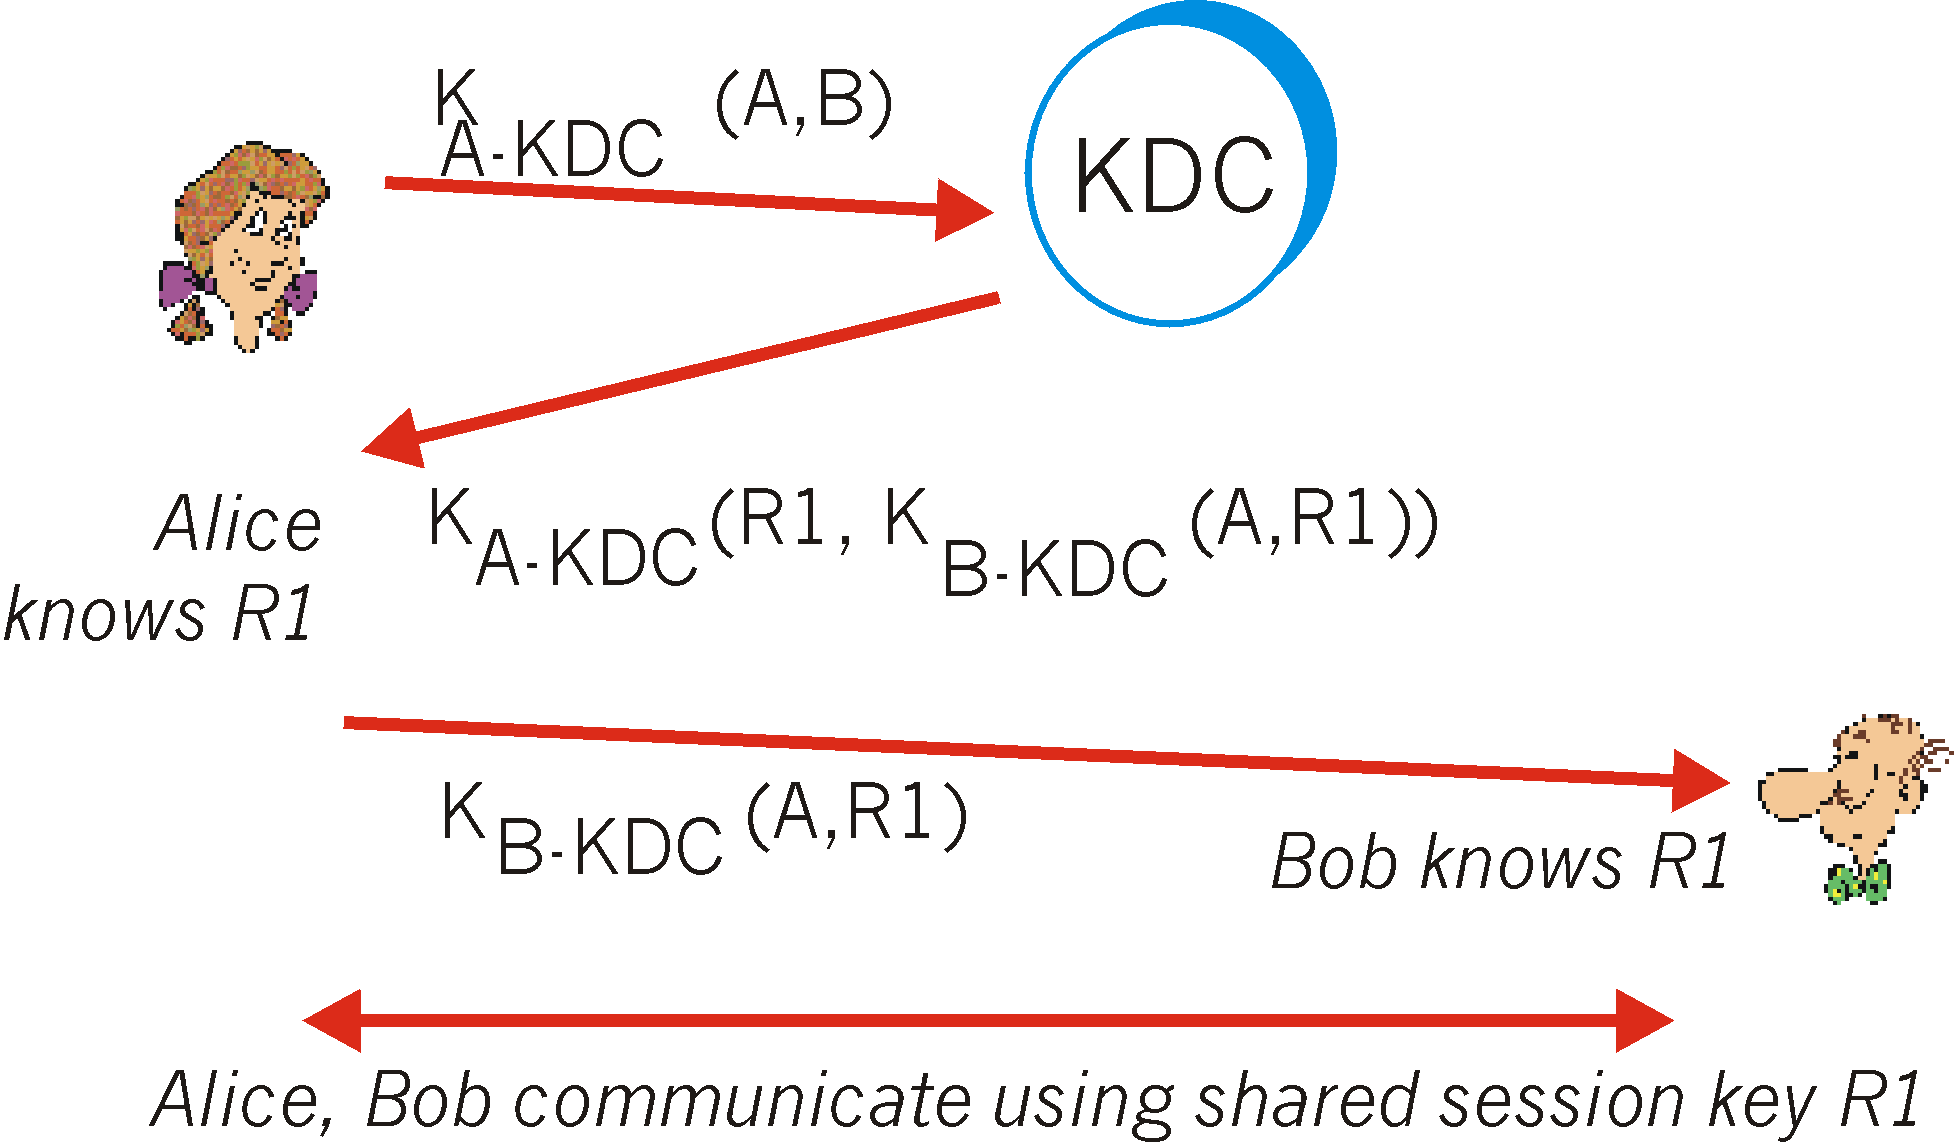 K A-KDC (A,B)
KDC
K A-KDC (R1, K B-KDC (A,R1))
Alice
knows R1
K B-KDC (A,R1)
Bob knows R1
Alice, Bob communicate using shared session key R1